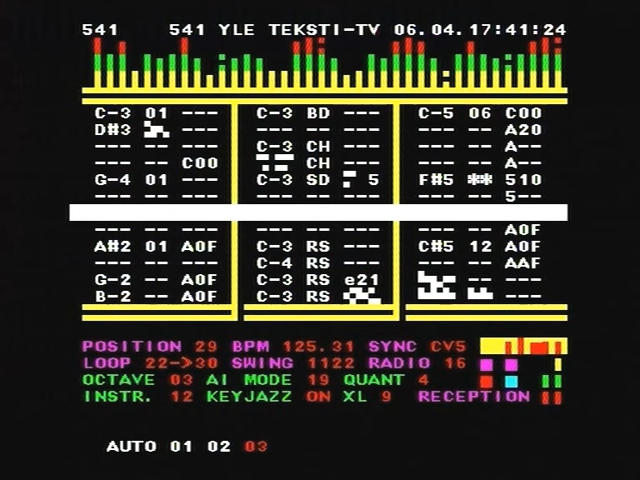 541 541 YLE TEKSTI-TV 06.04.17:41:24
C-3 01 --- C-3 BD --- C-5 06 C00
D#3 --- --- -- --- --- -- A20
--- -- --- C-3 CH --- --- -- A--
--- -- C00 CH --- --- -- A--
G-4 01 --- C-3 SD 5 F#5 ** 510
--- -- --- --- -- --- --- -- 5--
--- -- --- --- -- --- --- -- A0F
A#2 01 A0F C-3 RS --- C#5 12 A0F
--- -- --- C-4 RS --- --- -- AAF
G-2 -- A0F C-3 RS e21 -- ---
B-2 -- A0F C-3 RS ---
POSITION 29 BPM 125.31 SYNC CV5
LOOP 22->30 SWING 1122 RADIO 16
OCTAVE 03 AI MODE 19 QUANT 4
INSTR. 12 KEYJAZZ ON XL 9 RECEPTION
AUTO 01 02 03